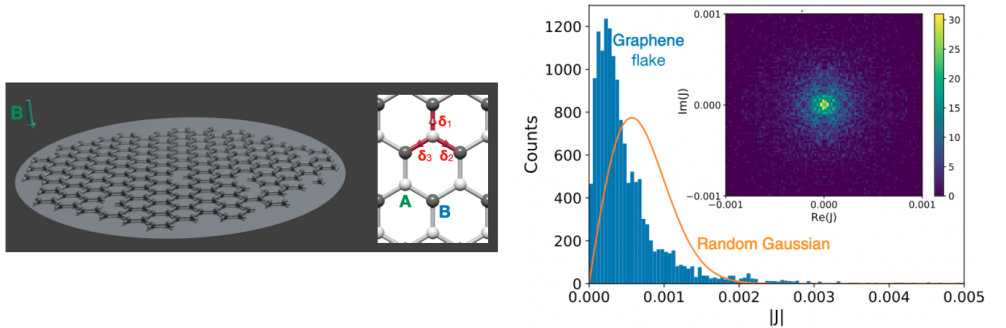 B
δ₁
δ₃
δ₂
A
B
Counts
1200
1000
800
600
400
200
0
0.000
0.001
0.002
0.003
0.004
0.005
|J|
Graphene
flake
Random Gaussian
Im(J)
0.001
0.000
−0.001
−0.001
0.000
0.001
Re(J)
30
25
20
15
10
5
0